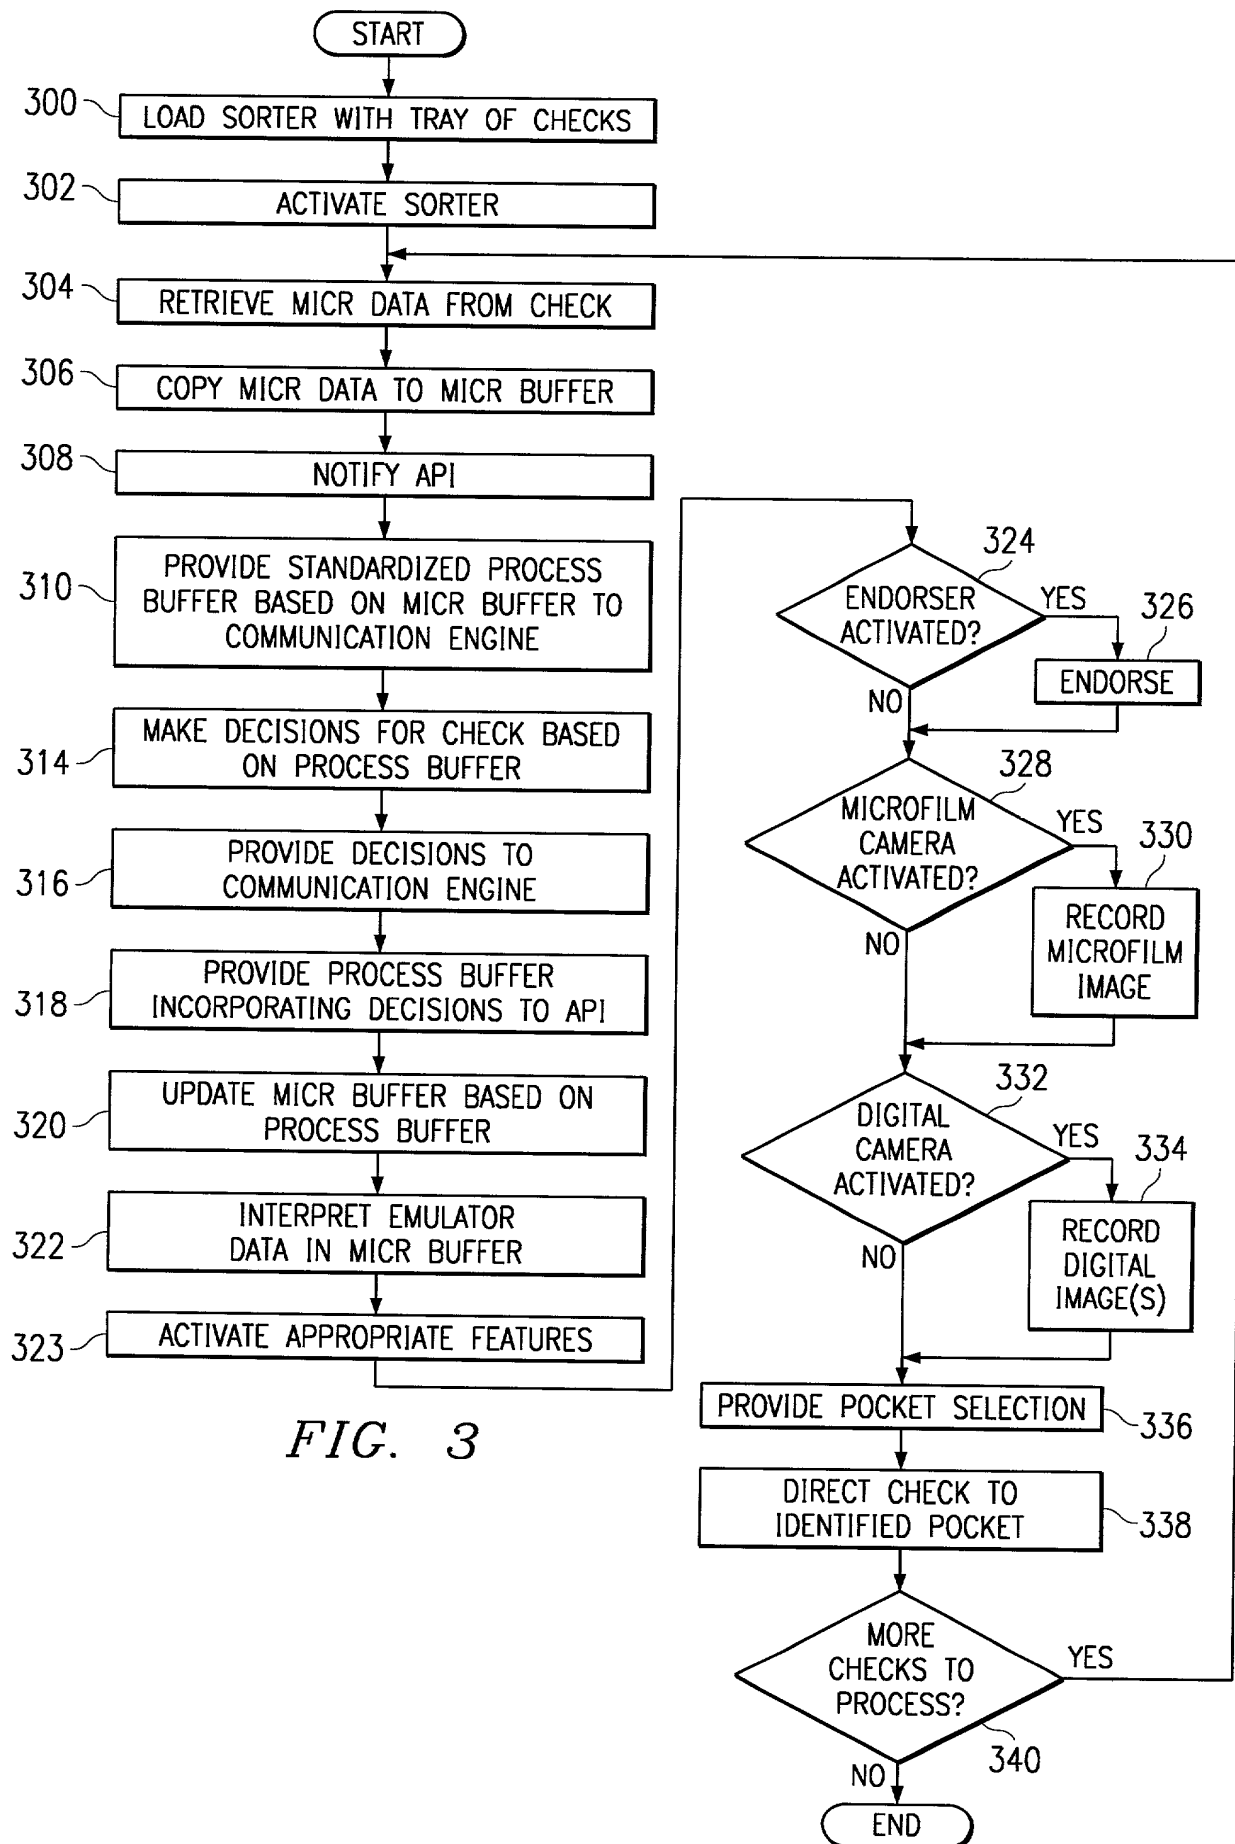 START
300
LOAD SORTER WITH TRAY OF CHECKS
302
ACTIVATE SORTER
304
RETRIEVE MICR DATA FROM CHECK
306
COPY MICR DATA TO MICR BUFFER
308
NOTIFY API
310
PROVIDE STANDARDIZED PROCESS
BUFFER BASED ON MICR BUFFER TO
COMMUNICATION ENGINE
314
MAKE DECISIONS FOR CHECK BASED
ON PROCESS BUFFER
316
PROVIDE DECISIONS TO
COMMUNICATION ENGINE
318
PROVIDE PROCESS BUFFER
INCORPORATING DECISIONS TO API
320
UPDATE MICR BUFFER BASED ON
PROCESS BUFFER
322
INTERPRET EMULATOR
DATA IN MICR BUFFER
323
ACTIVATE APPROPRIATE FEATURES
324
ENDORSER
ACTIVATED?
YES
326
ENDORSE
NO
328
MICROFILM
CAMERA
ACTIVATED?
YES
330
RECORD
MICROFILM
IMAGE
NO
332
DIGITAL
CAMERA
ACTIVATED?
YES
334
RECORD
DIGITAL
IMAGE(S)
NO
PROVIDE POCKET SELECTION
336
DIRECT CHECK TO
IDENTIFIED POCKET
338
MORE
CHECKS TO
PROCESS?
YES
340
NO
END
FIG. 3